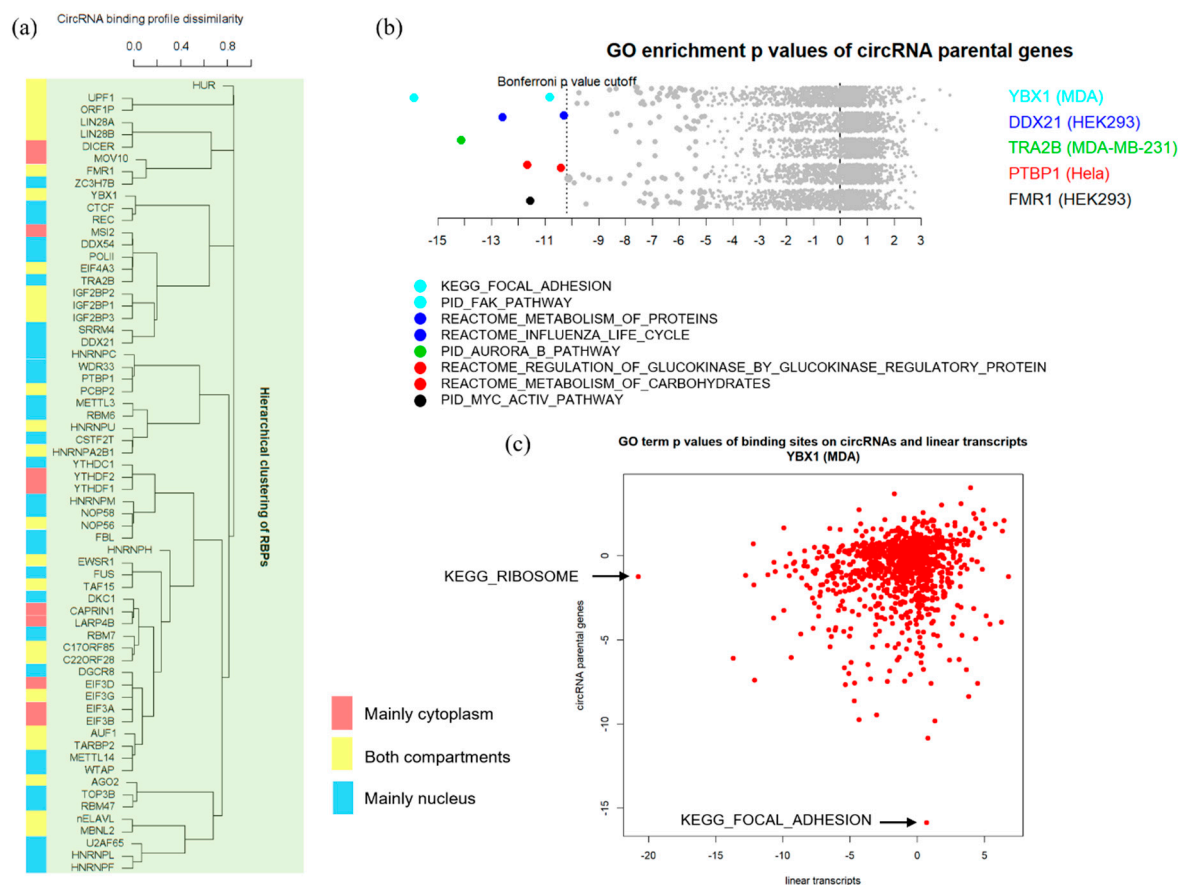 (a)
CircRNA binding profile dissimilarity
0.0 0.4 0.8
HUR
UPF1
ORF1P
LIN28A
LIN28B
DICER
MOV10
FMR1
ZC3H7B
YBX1
CTCF
REC
MSI2
DDX54
POLII
EIF4A3
TRA2B
IGF2BP2
IGF2BP1
IGF2BP3
SRRM4
DDX21
HNRNPC
WDR33
PTBP1
PCBP2
METTL3
RBM6
HNRNPU
CSTF2T
HNRNPA2B1
YTHDC1
YTHDF2
YTHDF1
HNRNPM
NOP58
NOP56
FBL
HNRNPH
EWSR1
FUS
TAF15
DKC1
CAPRIN1
LARP4B
RBM7
C17ORF85
C22ORF28
DGCR8
EIF3D
EIF3G
EIF3A
EIF3B
AUF1
TARBP2
METTL14
WTAP
AGO2
TOP3B
RBM47
nELAVL
MBNL2
U2AF65
HNRNPL
HNRNPF
Hierarchical clustering of RBPs
Mainly cytoplasm
Both compartments
Mainly nucleus
(b)
GO enrichment p values of circRNA parental genes
Bonferroni p value cutoff
YBX1 (MDA)
DDX21 (HEK293)
TRA2B (MDA-MB-231)
PTBP1 (Hela)
FMR1 (HEK293)
-15 -13 -11 -9 -8 -7 -6 -5 -4 -3 -2 -1 0 1 2 3
KEGG_FOCAL_ADHESION
PID_FAK_PATHWAY
REACTOME_METABOLISM_OF_PROTEINS
REACTOME_INFLUENZA_LIFE_CYCLE
PID_AURORA_B_PATHWAY
REACTOME_REGULATION_OF_GLUCOKINASE_BY_GLUCOKINASE_REGULATORY_PROTEIN
REACTOME_METABOLISM_OF_CARBOHYDRATES
PID_MYC_ACTIV_PATHWAY
(c)
GO term p values of binding sites on circRNAs and linear transcripts
YBX1 (MDA)
circRNA parental genes
0
-5
-10
-15
KEGG_RIBOSOME
KEGG_FOCAL_ADHESION
-20 -15 -10 -5 0 5
linear transcripts